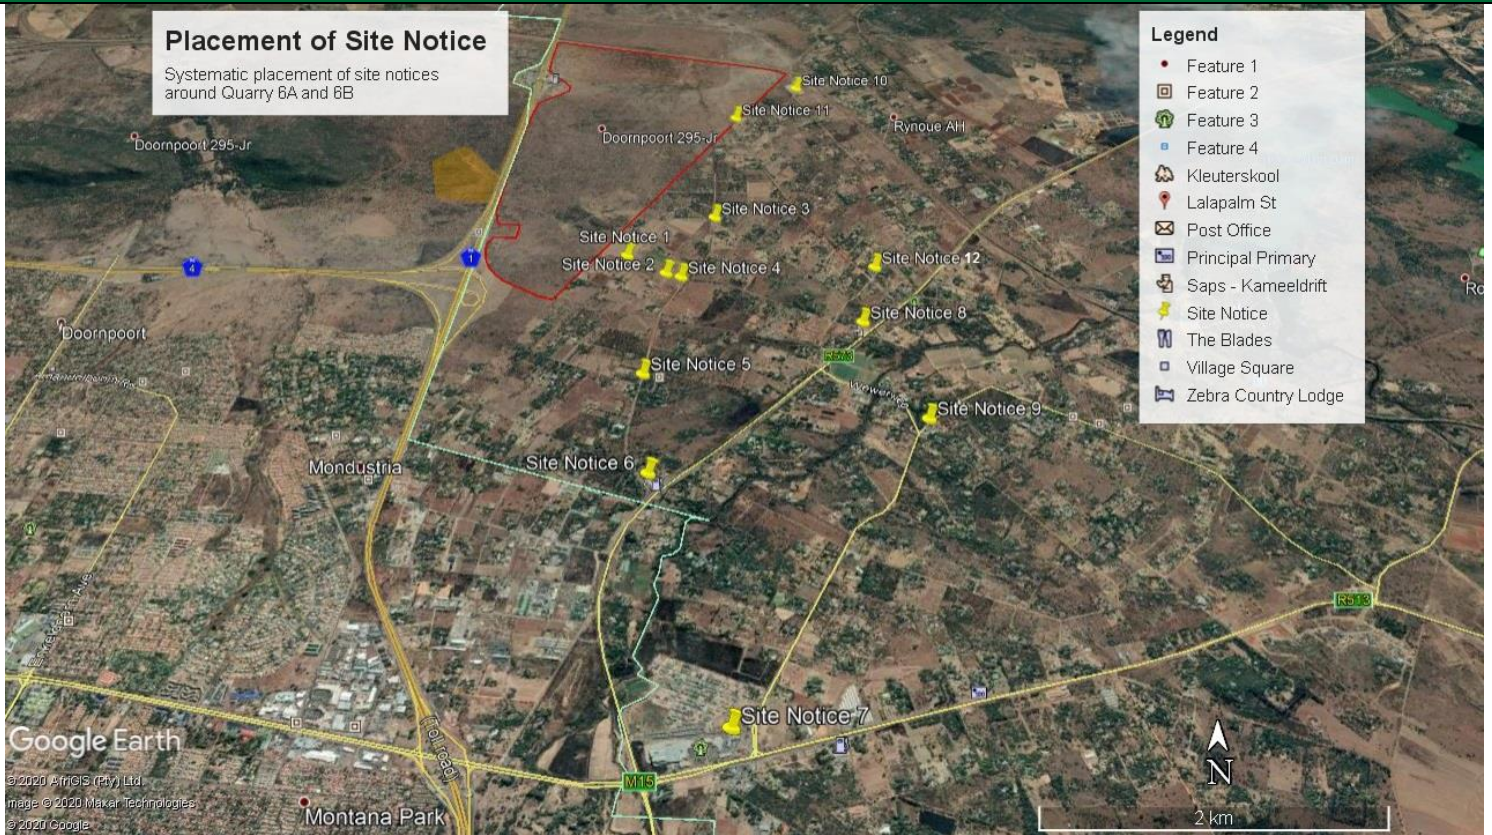 Placement of Site Notice
Systematic placement of site notices
around Quarry 6A and 6B
Legend
Feature 1
Feature 2
Feature 3
Feature 4
Kleuterskool
Lalapalm St
Post Office
Principal Primary
Saps - Kameeldrift
Site Notice
The Blades
Village Square
Zebra Country Lodge
Site Notice 10
Site Notice 11
Rynoue AH
Doornpoort 295-Jr
Doornpoort 295-Jr
Site Notice 3
Site Notice 1
Site Notice 2
Site Notice 4
Site Notice 12
N
1
4
Site Notice 8
Doornpoort
R573
Site Notice 5
Site Notice 9
Site Notice 6
Mondustria
R513
Site Notice 7
(Toll road)
M15
Montana Park
Google Earth
© 2020 AfriGIS (Pty) Ltd.
Image © 2020 Maxar Technologies
© 2020 Google
N
2 km